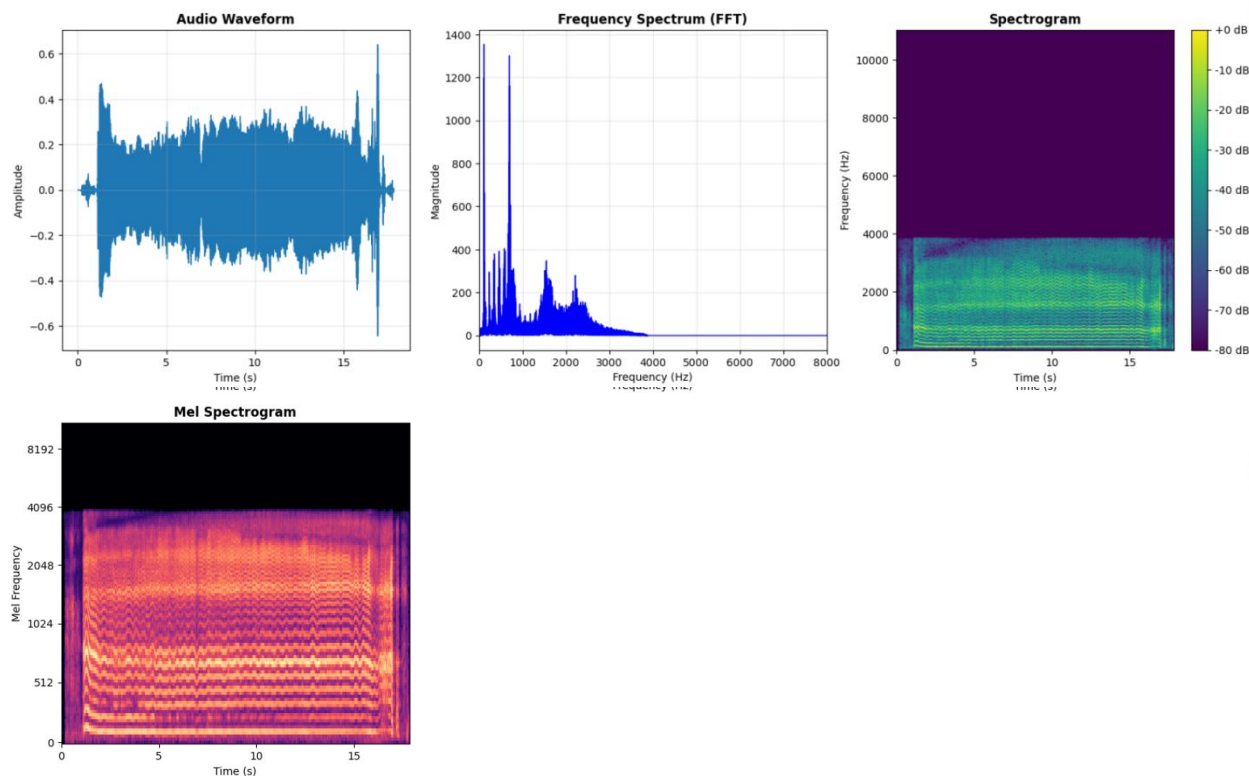 Audio Waveform
0.6
0.4
0.2
0.0
-0.2
-0.4
-0.6
Amplitude
0 5 10 15
Time (s)
Frequency Spectrum (FFT)
1400
1200
1000
800
600
400
200
0
Magnitude
0 1000 2000 3000 4000 5000 6000 7000 8000
Frequency (Hz)
Spectrogram
10000
8000
6000
4000
2000
0
Frequency (Hz)
0 5 10 15
Time (s)
+0 dB
-10 dB
-20 dB
-30 dB
-40 dB
-50 dB
-60 dB
-70 dB
-80 dB
Mel Spectrogram
8192
4096
2048
1024
512
0
Mel Frequency
0 5 10 15
Time (s)